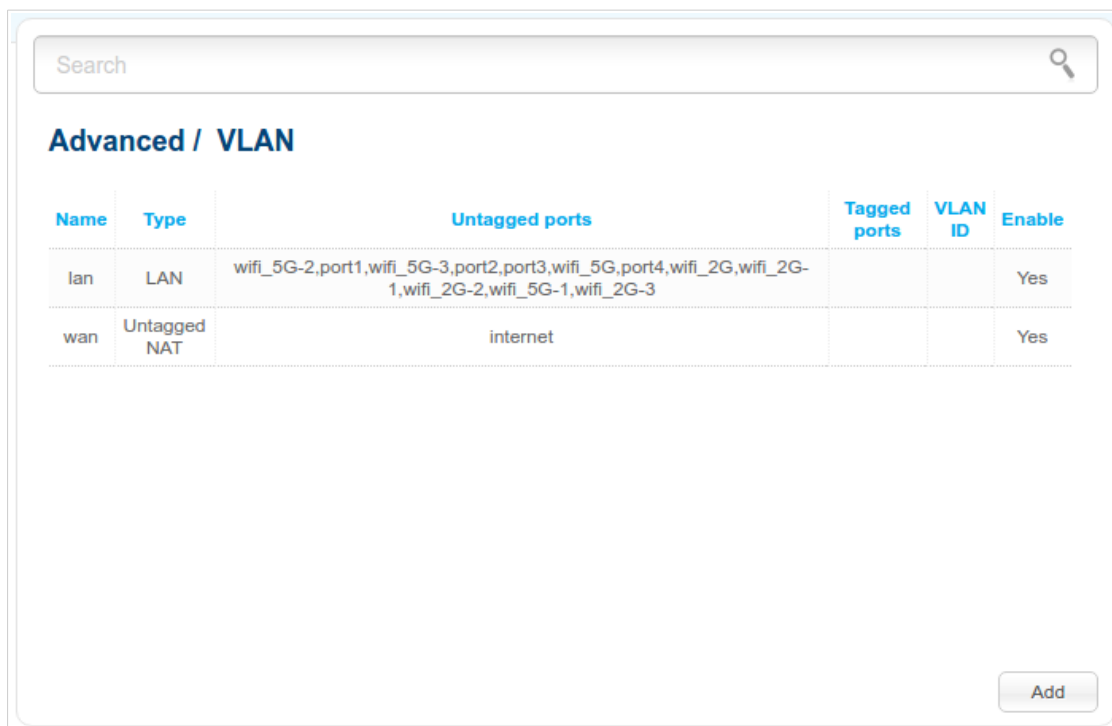 Search
Advanced / VLAN
Name Type Untagged ports Tagged ports VLAN ID Enable
lan LAN wifi_5G-2,port1,wifi_5G-3,port2,port3,wifi_5G,port4,wifi_2G,wifi_2G-
1,wifi_2G-2,wifi_5G-1,wifi_2G-3 Yes
wan Untagged NAT internet Yes
Add